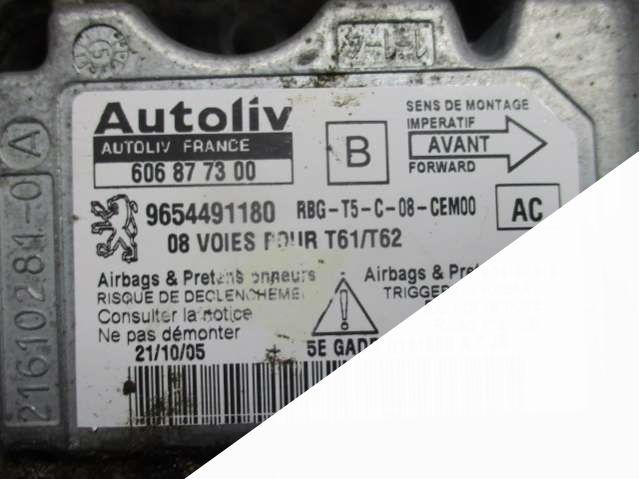 Autoliv
AUTOLIV FRANCE
606 87 73 00
B
SENS DE MONTAGE
IMPERATIF
AVANT
FORWARD
9654491180 RBG-T5-C-08-CEM00 AC
08 VOIES POUR T61/T62
Airbags & Pretensionneurs
RISQUE DE DECLENCHEME
Consulter la notice
Ne pas démonter
21/10/05
Airbags & Pre
TRIGGER
5E GAD
21610281-0 A